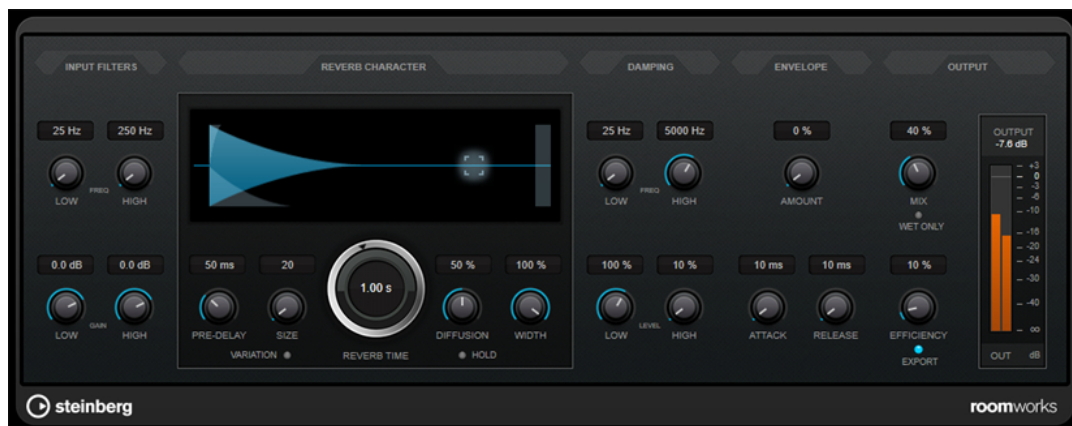 INPUT FILTERS REVERB CHARACTER DAMPING ENVELOPE OUTPUT
25 Hz 250 Hz 25 Hz 5000 Hz 0 % 40 % OUTPUT
-7.6 dB
FREQ FREQ
LOW HIGH LOW HIGH AMOUNT MIX
WET ONLY
0.0 dB 0.0 dB 50 ms 20 1.00 s 50 % 100 % 100 % 10 % 10 ms 10 ms 10 %
GAIN LEVEL
LOW HIGH PRE-DELAY SIZE DIFFUSION WIDTH LOW HIGH ATTACK RELEASE EFFICIENCY
VARIATION REVERB TIME HOLD EXPORT
+3
0
-3
-6
-10
-16
-20
-24
-30
-40
∞
OUT dB
steinberg roomworks